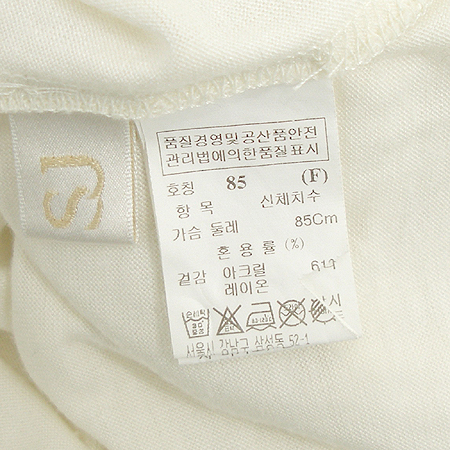 SJ
품질경영및공산품안전
관리법에의한품질표시
호칭 85 (F)
항 목 신체치수
가슴 둘레 85Cm
혼 용 률 (%)
겉감 아크릴
레이온
서울시 강남구 삼성동 52-1